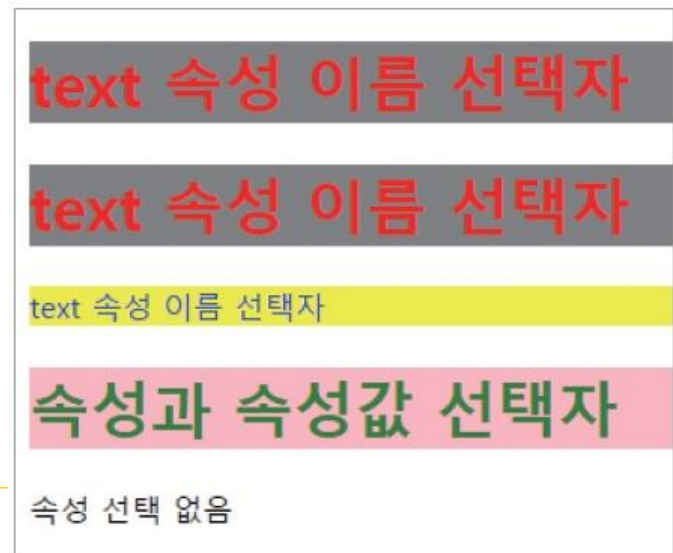 text 속성 이름 선택자
text 속성 이름 선택자
text 속성 이름 선택자
속성과 속성값 선택자
속성 선택 없음